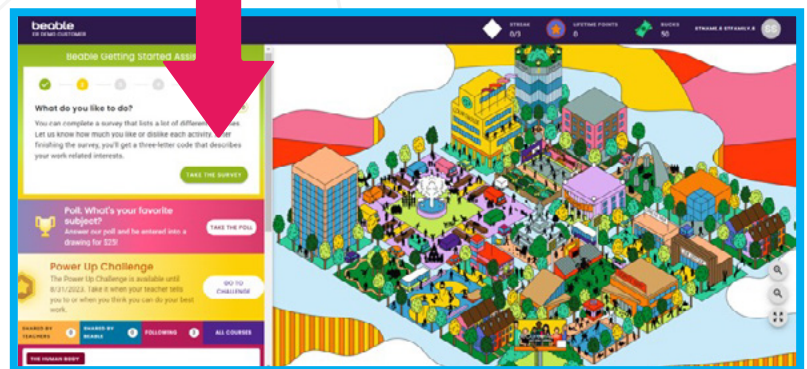 beable
STREAK
0/3
LIFETIME POINTS
0
BUCKS
50
SS
Beable Getting Started Assis
What do you like to do?
You can complete a survey that lists a lot of different
Let us know how much you like or dislike each activity.
finishing the survey, you'll get a three-letter code that describes
your work related interests.
TAKE THE SURVEY
Poll. What's your favorite
subject?
Answer our poll and be entered into a
drawing for $25!
TAKE THE POLL
Power Up Challenge
The Power Up Challenge is available until
8/31/2023. Take it when your teacher tells
you to or when you think you can do your best
work.
GO TO
CHALLENGE
SHARED BY
TEACHERS
SHARED BY
BEABLE
FOLLOWING
ALL COURSES
THE HUMAN BODY